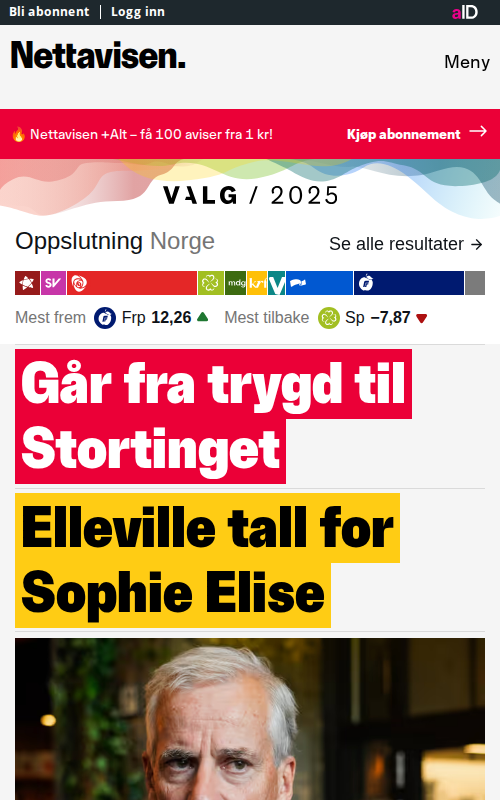 Bli abonnent | Logg inn
aID
Nettavisen.
Meny
Nettavisen +Alt – få 100 aviser fra 1 kr!
Kjøp abonnement →
VALG / 2025
Oppslutning Norge
Se alle resultater →
SV
mdg
krf
V
Mest frem Frp 12,26 Mest tilbake Sp −7,87
Går fra trygd til
Stortinget
Elleville tall for
Sophie Elise